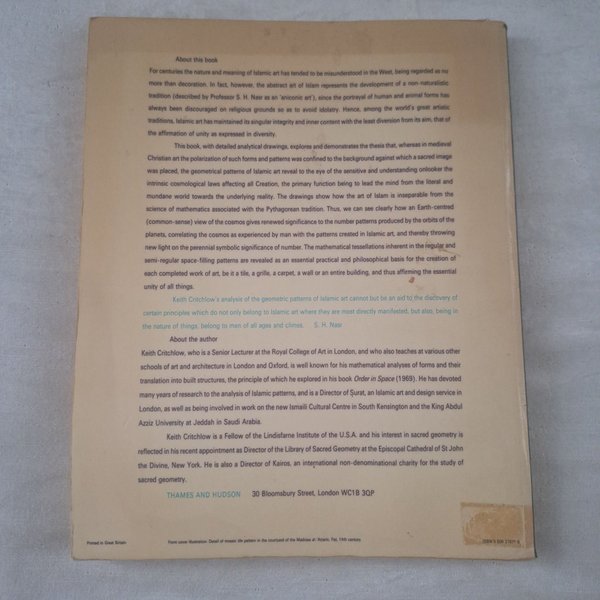 About this book
For centuries the nature and meaning of Islamic art has tended to be misunderstood in the West, being regarded as no
more than decoration. In fact, however, the abstract art of Islam represents the development of a non-naturalistic
tradition (described by Professor S. H. Nasr as an 'aniconic art'), since the portrayal of human and animal forms has
always been discouraged on religious grounds so as to avoid idolatry. Hence, among the world's great artistic
traditions, Islamic art has maintained its singular integrity and inner content with the least diversion from its aim, that of
the affirmation of unity as expressed in diversity.
This book, with detailed analytical drawings, explores and demonstrates the thesis that, whereas in medieval
Christian art the polarization of such forms and patterns was confined to the background against which a sacred image
was placed, the geometrical patterns of Islamic art reveal to the eye of the sensitive and understanding onlooker the
intrinsic cosmological laws affecting all Creation, the primary function being to lead the mind from the literal and
mundane world towards the underlying reality. The drawings show how the art of Islam is inseparable from the
science of mathematics associated with the Pythagorean tradition. Thus, we can see clearly how an Earth-centred
(common-sense) view of the cosmos gives renewed significance to the number patterns produced by the orbits of the
planets, correlating the cosmos as experienced by man with the patterns created in Islamic art, and thereby throwing
new light on the perennial symbolic significance of number. The mathematical tessellations inherent in the regular and
semi-regular space-filling patterns are revealed as an essential practical and philosophical basis for the creation of
each completed work of art, be it a tile, a grille, a carpet, a wall or an entire building, and thus affirming the essential
unity of all things.
Keith Critchlow's analysis of the geometric patterns of Islamic art cannot but be an aid to the discovery of
certain principles which do not only belong to Islamic art where they are most directly manifested, but also, being in
the nature of things, belong to men of all ages and climes. S. H. Nasr
About the author
Keith Critchlow, who is a Senior Lecturer at the Royal College of Art in London, and who also teaches at various other
schools of art and architecture in London and Oxford, is well known for his mathematical analyses of forms and their
translation into built structures, the principle of which he explored in his book Order in Space (1969). He has devoted
many years of research to the analysis of Islamic patterns, and is a Director of Surat, an Islamic art and design service in
London, as well as being involved in work on the new Ismaili Cultural Centre in South Kensington and the King Abdul
Azziz University at Jeddah in Saudi Arabia.
Keith Critchlow is a Fellow of the Lindisfarne Institute of the U.S.A. and his interest in sacred geometry is
reflected in his recent appointment as Director of the Library of Sacred Geometry at the Episcopal Cathedral of St John
the Divine, New York. He is also a Director of Kairos, an international non-denominational charity for the study of
sacred geometry.
THAMES AND HUDSON 30 Bloomsbury Street, London WC1B 3QP
Printed in Great Britain Front cover illustration: Detail of mosaic tile pattern in the courtyard of the Madrasa Fez, 14th century
ISBN 0 500